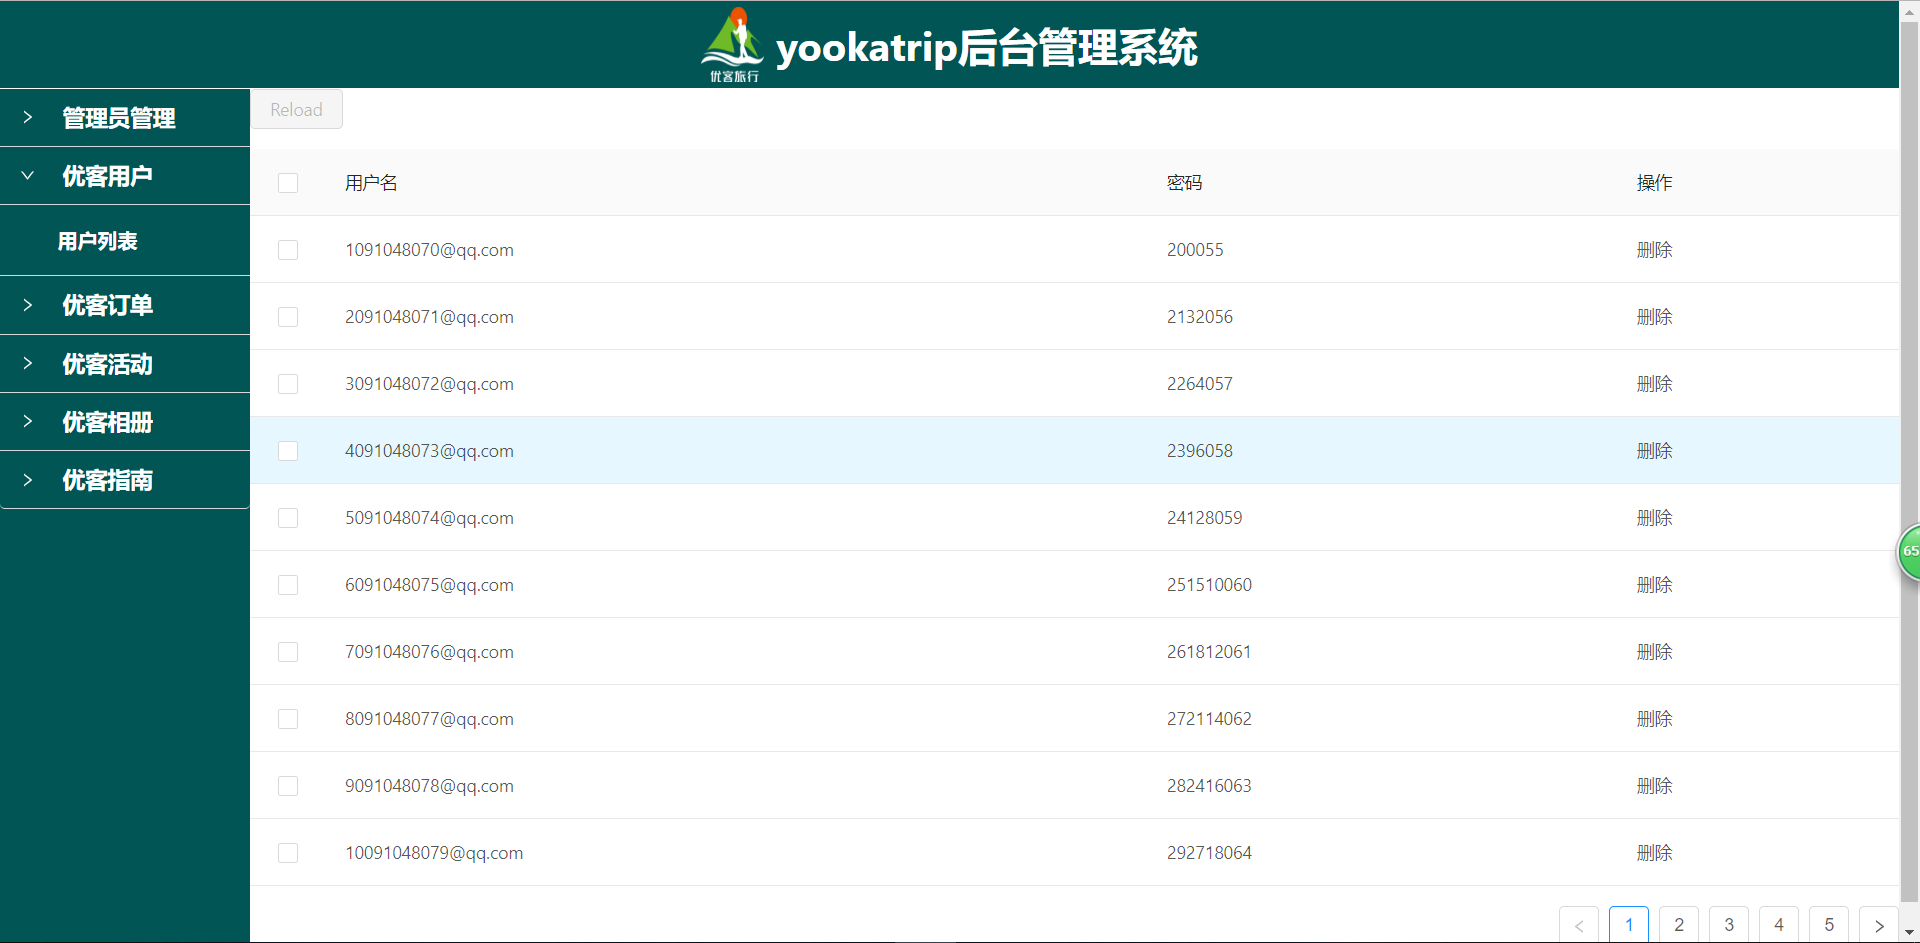 优客旅行
yookatrip后台管理系统
管理员管理
优客用户
用户列表
优客订单
优客活动
优客相册
优客指南
Reload
用户名 密码 操作
1091048070@qq.com 200055 删除
2091048071@qq.com 2132056 删除
3091048072@qq.com 2264057 删除
4091048073@qq.com 2396058 删除
5091048074@qq.com 24128059 删除
6091048075@qq.com 251510060 删除
7091048076@qq.com 261812061 删除
8091048077@qq.com 272114062 删除
9091048078@qq.com 282416063 删除
10091048079@qq.com 292718064 删除
< 1 2 3 4 5 >
65